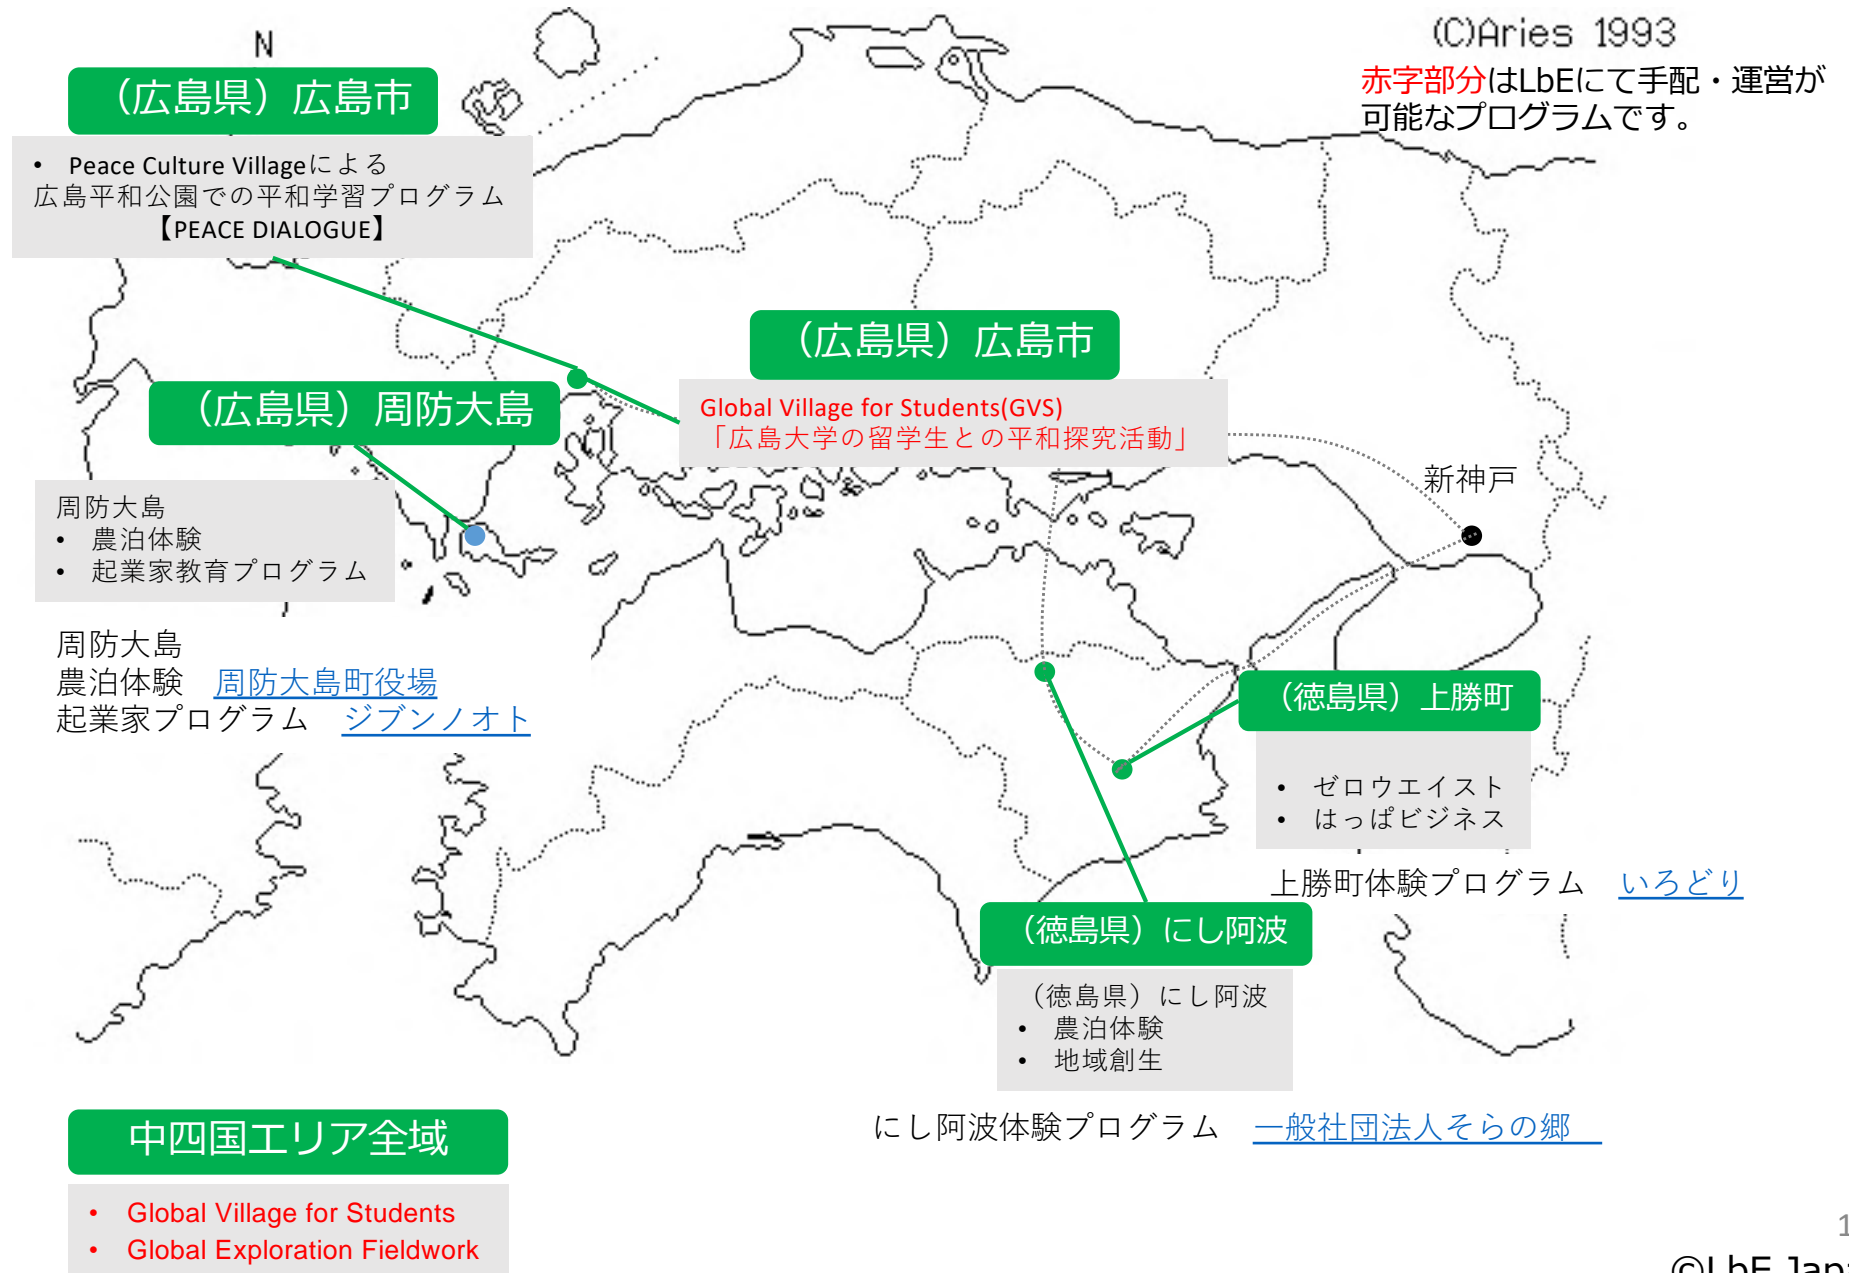 N
(C)Aries 1993
赤字部分はLbEにて手配・運営が
可能なプログラムです。
（広島県）広島市
• Peace Culture Villageによる
広島平和公園での平和学習プログラム
【PEACE DIALOGUE】
（広島県）広島市
Global Village for Students(GVS)
「広島大学の留学生との平和探究活動」
（広島県）周防大島
周防大島
• 農泊体験
• 起業家教育プログラム
新神戸
周防大島
農泊体験　周防大島町役場
起業家プログラム　ジブンノオト
（徳島県）上勝町
• ゼロウエイスト
• はっぱビジネス
上勝町体験プログラム　いろどり
（徳島県）にし阿波
（徳島県）にし阿波
• 農泊体験
• 地域創生
にし阿波体験プログラム　一般社団法人そらの郷
中四国エリア全域
• Global Village for Students
• Global Exploration Fieldwork
1
©LbE